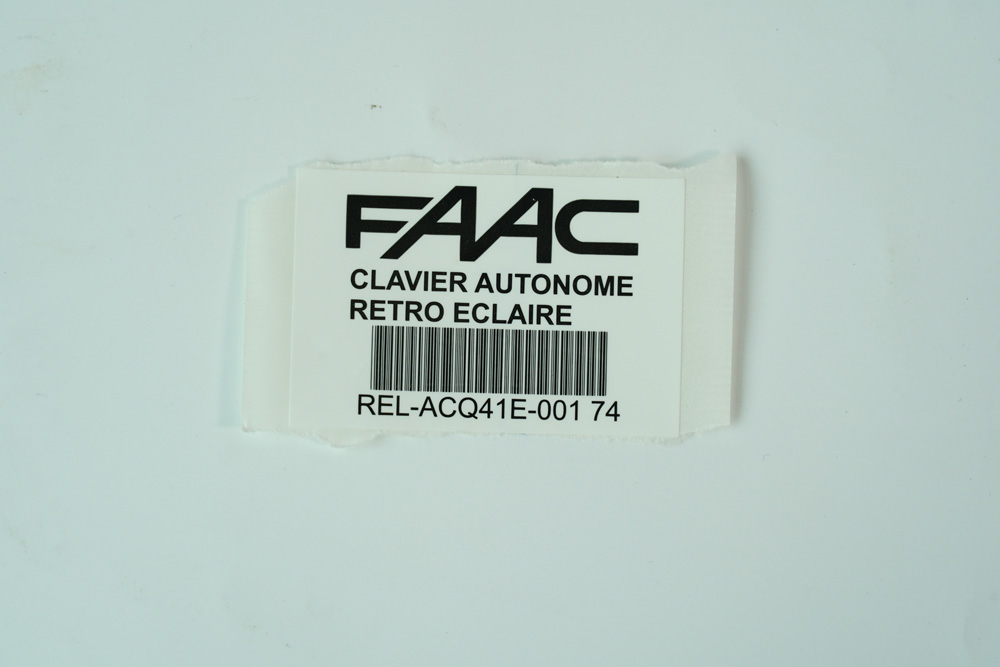 FAAC
CLAVIER AUTONOME
RETRO ECLAIRE
REL-ACQ41E-001 74